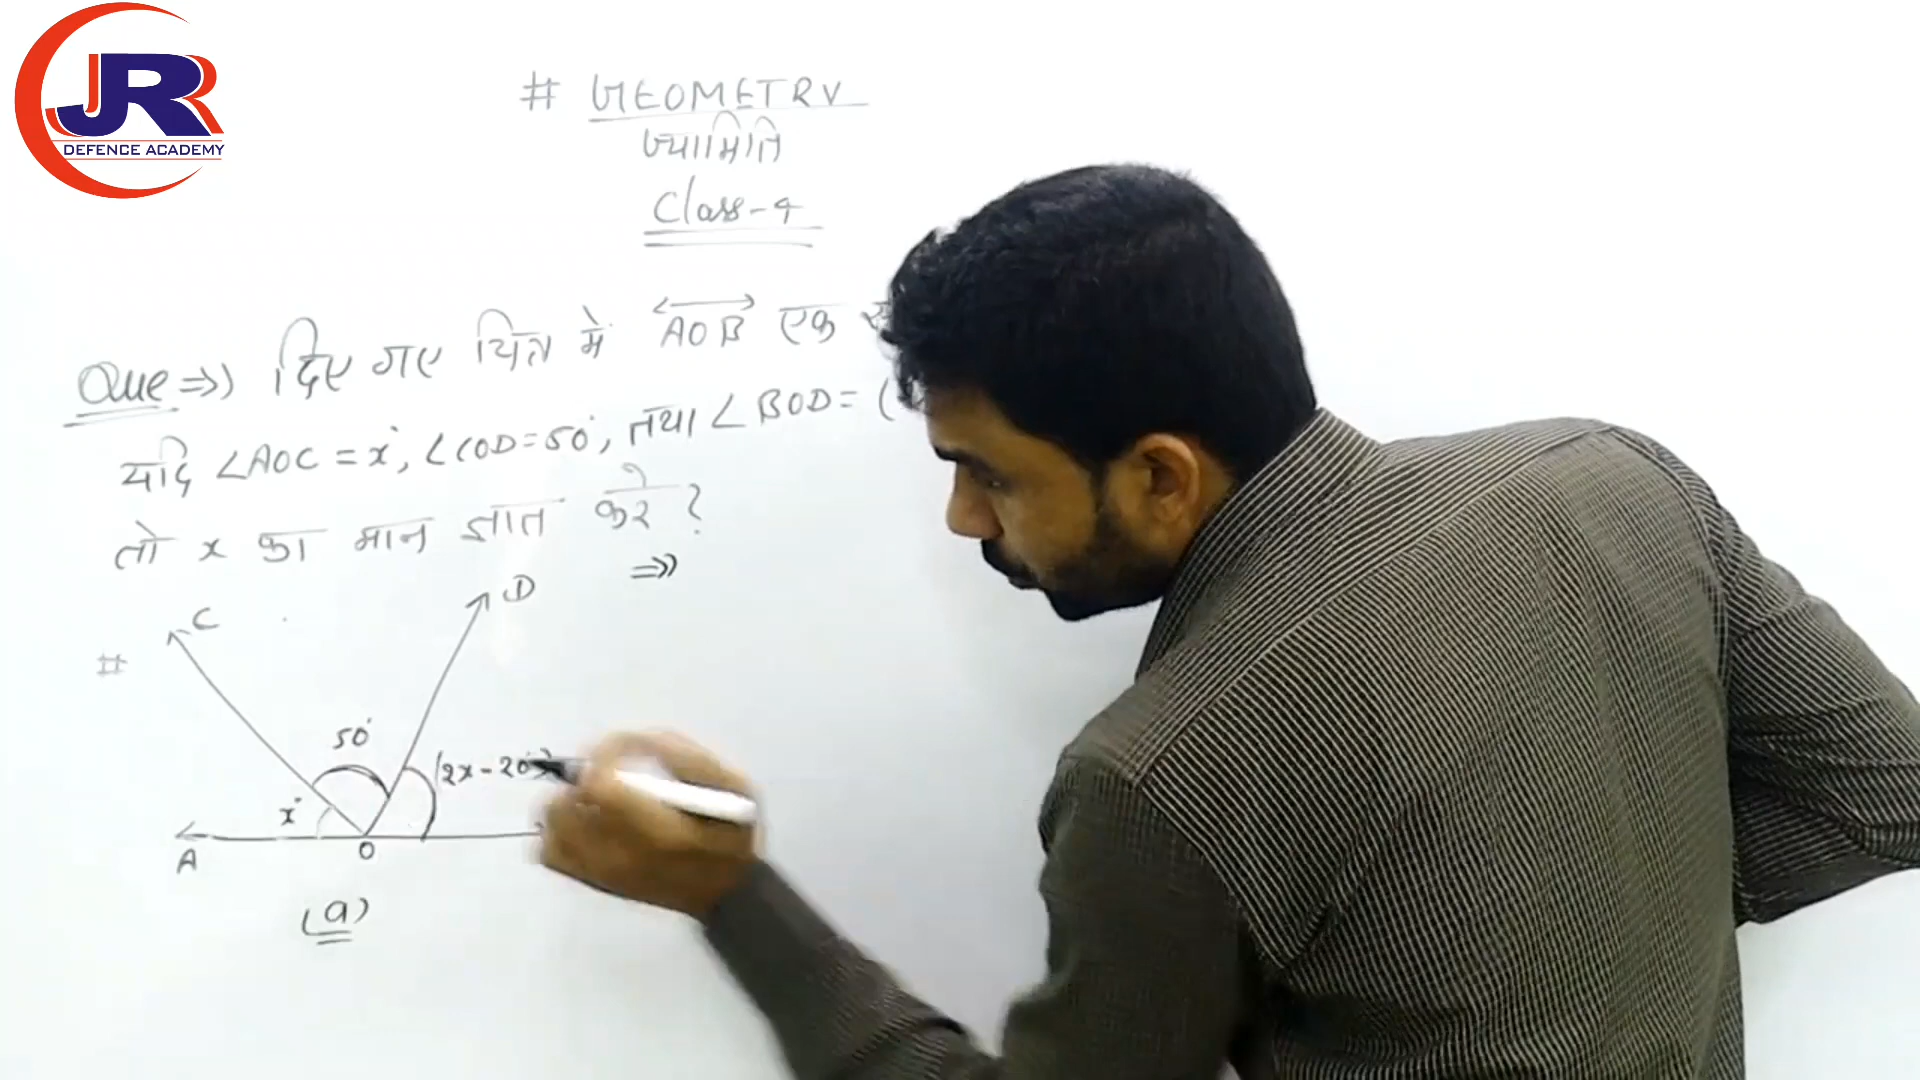 JR
DEFENCE ACADEMY
# GEOMETRY
ज्यामिति
Class-4
Que ⇒» दिए गए चित्र में AOB एक
यदि ∠AOC = x°, ∠COD = 50°, तथा ∠BOD = (
तो x का मान ज्ञात करे ?
⇒»
#
C
D
50°
x°
(2x - 20°)
A
O
(a)